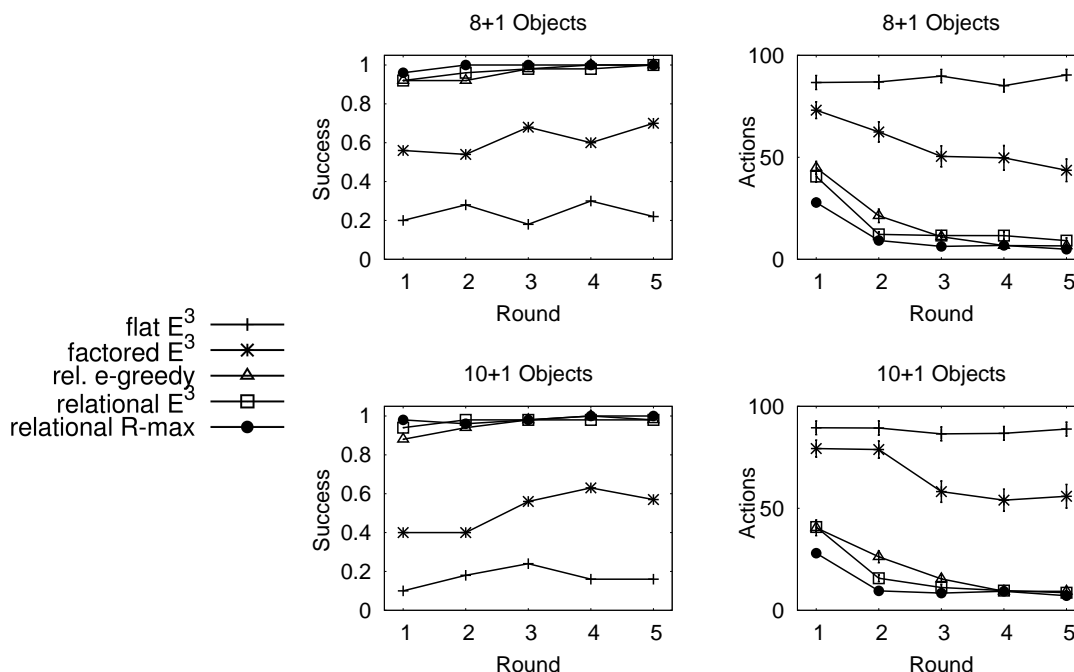 8+1 Objects
1
0.8
0.6
0.4
0.2
0
Success
1 2 3 4 5
Round
8+1 Objects
100
50
0
Actions
1 2 3 4 5
Round
flat E^3
factored E^3
rel. e-greedy
relational E^3
relational R-max
10+1 Objects
1
0.8
0.6
0.4
0.2
0
Success
1 2 3 4 5
Round
10+1 Objects
100
50
0
Actions
1 2 3 4 5
Round